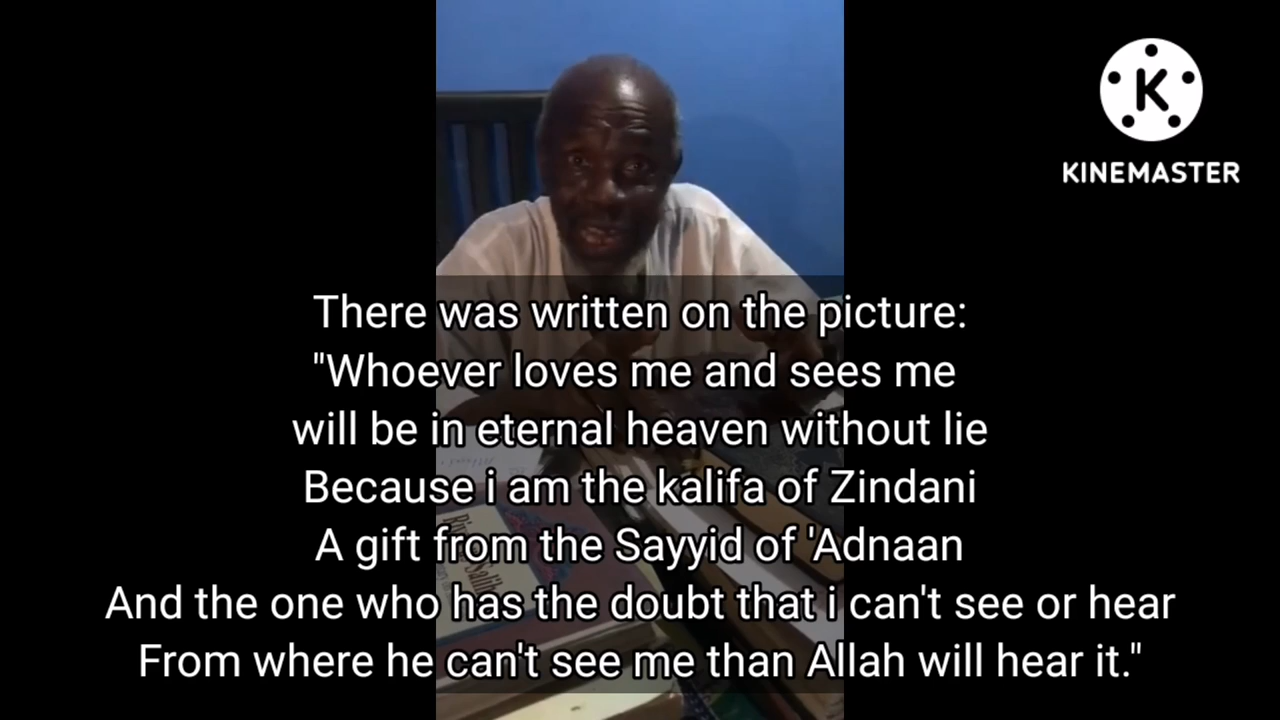 There was written on the picture:
"Whoever loves me and sees me
will be in eternal heaven without lie
Because i am the kalifa of Zindani
A gift from the Sayyid of 'Adnaan
And the one who has the doubt that i can't see or hear
From where he can't see me than Allah will hear it."
K
KINEMASTER